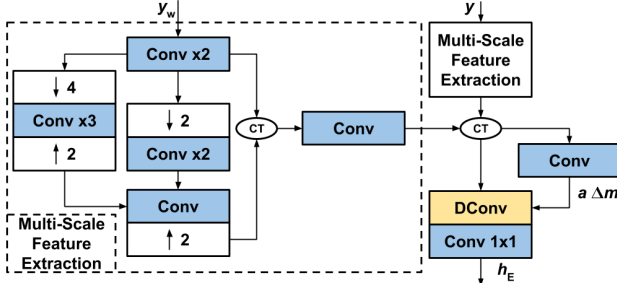 y_w
Conv x2
↓ 4
Conv x3
↑ 2
↓ 2
Conv x2
Conv
↑ 2
CT
Conv
Multi-Scale
Feature
Extraction
y
Multi-Scale
Feature
Extraction
CT
Conv
a Δm
DConv
Conv 1x1
h_E